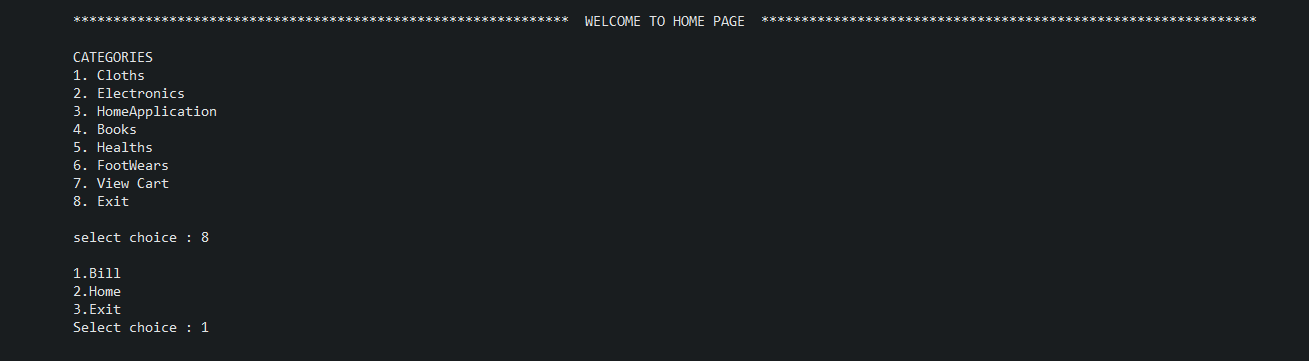 ************************************************************** WELCOME TO HOME PAGE **************************************************************
CATEGORIES
1. Cloths
2. Electronics
3. HomeApplication
4. Books
5. Healths
6. FootWears
7. View Cart
8. Exit
select choice : 8
1.Bill
2.Home
3.Exit
Select choice : 1